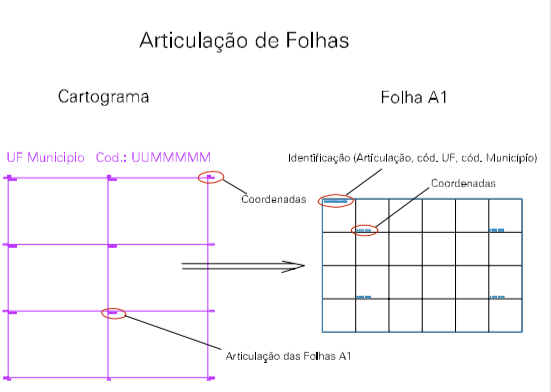 Articulação de Folhas
Cartograma
Folha A1
UF Municipio Cod.: UUMMMMM
Identificação (Articulação, cód. UF, cód. Município)
Coordenadas
Coordenadas
Articulação das Folhas A1